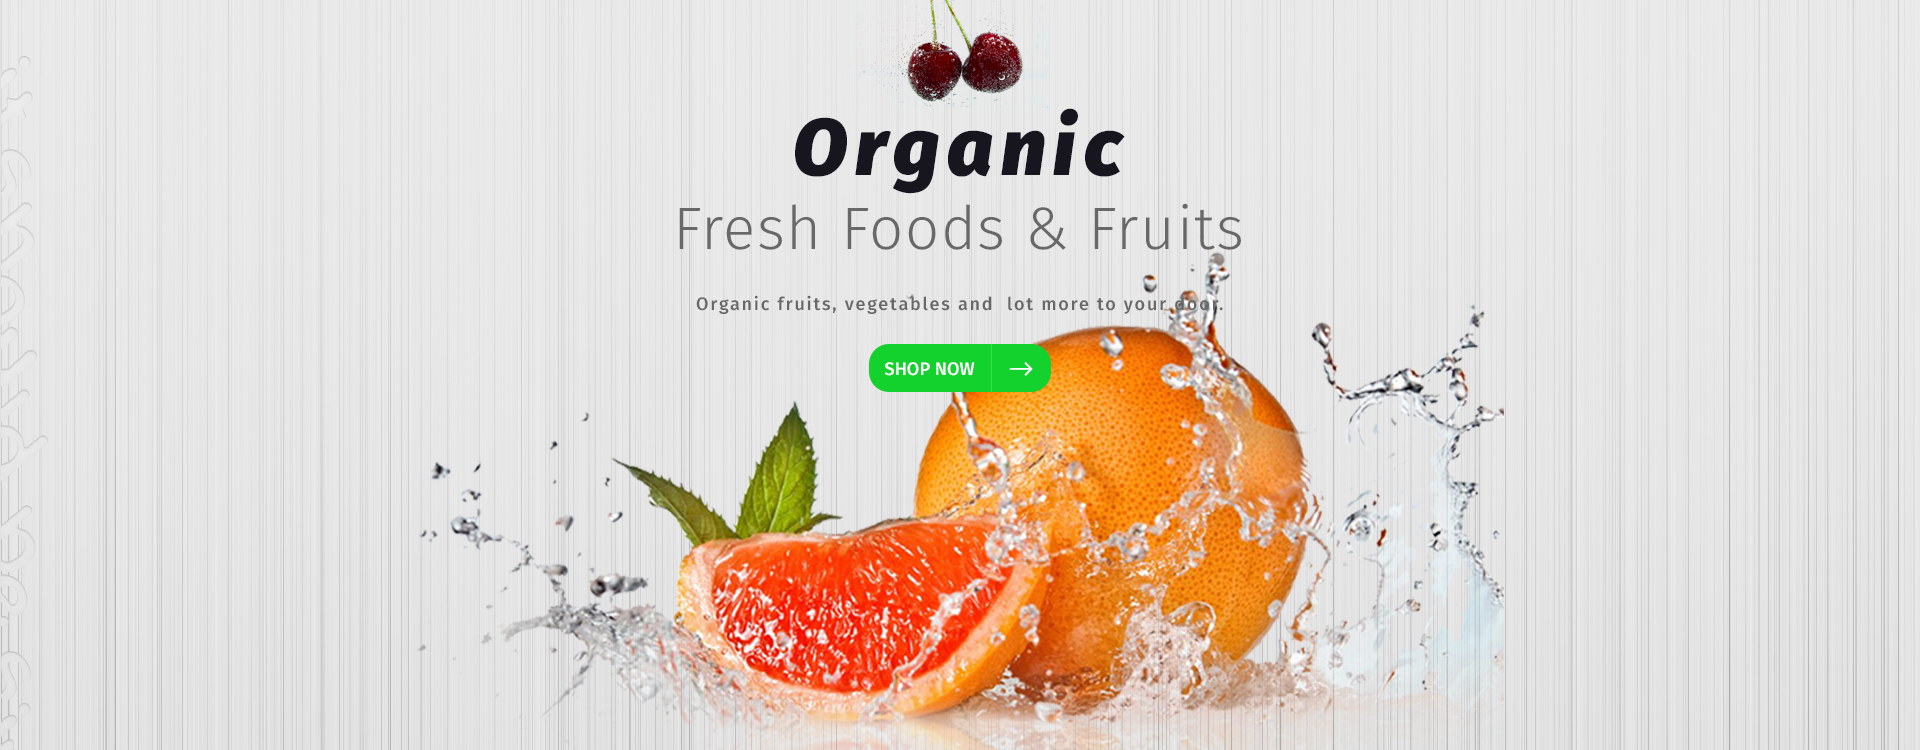 Organic
Fresh Foods & Fruits
Organic fruits, vegetables and lot more to your door.
SHOP NOW